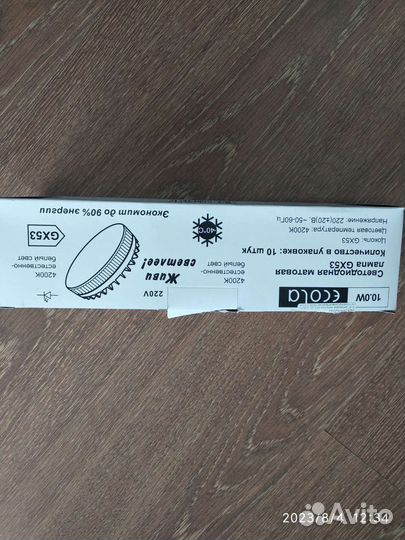 10.0W
ecola
Светодиодная матовая
лампа GX53
Количество в упаковке: 10 штук
Цоколь: GX53
Цветовая температура: 4200K
Напряжение: 220(±20)В, ~50-60Гц
4200K
естественно-
белый свет
-40°C
220V
Живи
светлее!
Экономит до 90% энергии
4200K
естественно-
белый свет
GX53
2023/8/4 12:34
Avito